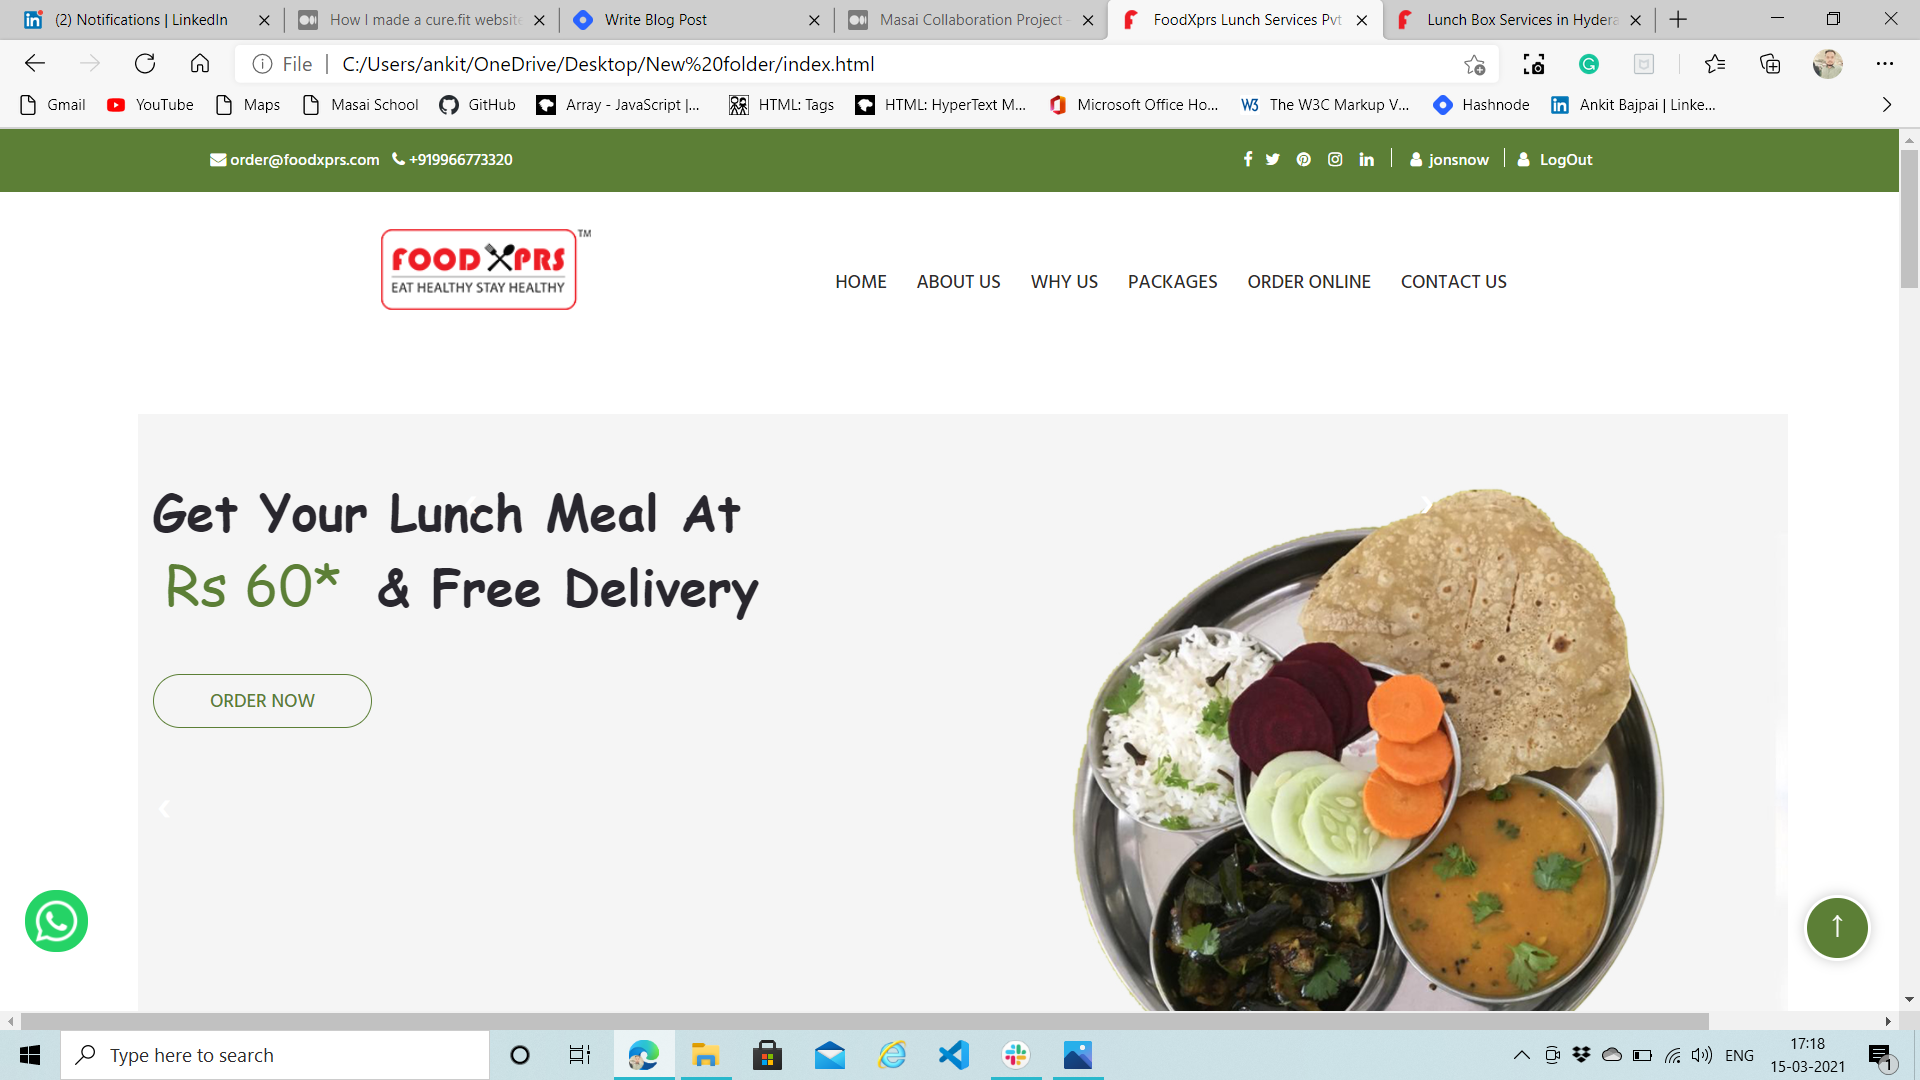 (2) Notifications | LinkedIn
How I made a cure.fit website
Write Blog Post
Masai Collaboration Project -
FoodXprs Lunch Services Pvt
Lunch Box Services in Hydera
File
C:/Users/ankit/OneDrive/Desktop/New%20folder/index.html
Gmail
YouTube
Maps
Masai School
GitHub
Array - JavaScript |...
HTML: Tags
HTML: HyperText M...
Microsoft Office Ho...
The W3C Markup V...
Hashnode
Ankit Bajpai | Linke...
order@foodxprs.com
+919966773320
jonsnow
LogOut
FOOD XPRS TM
EAT HEALTHY STAY HEALTHY
HOME
ABOUT US
WHY US
PACKAGES
ORDER ONLINE
CONTACT US
Get Your Lunch Meal At
Rs 60* & Free Delivery
ORDER NOW
Type here to search
ENG
17:18
15-03-2021
1